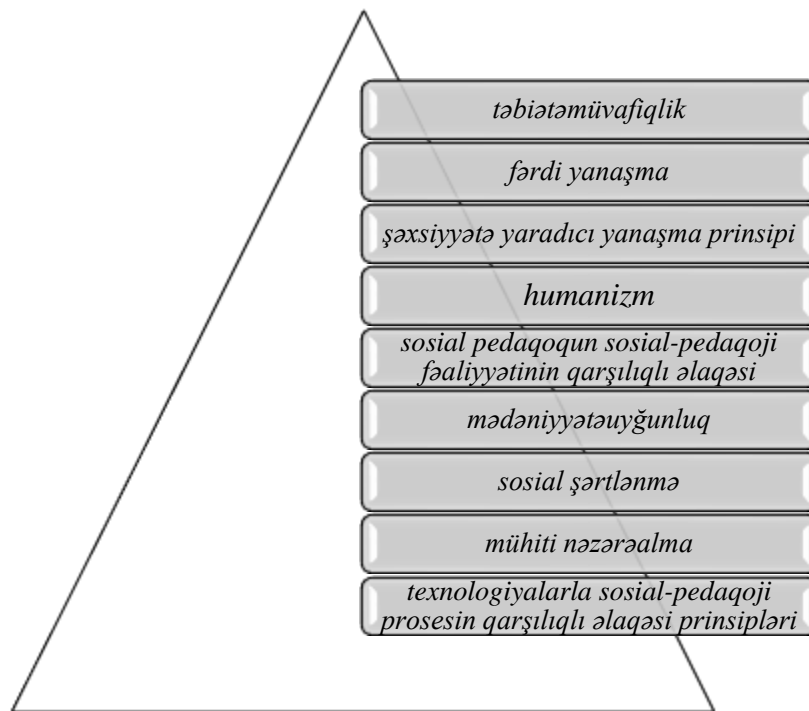 təbiətəmüvafiqlik
fərdi yanaşma
şəxsiyyətə yaradıcı yanaşma prinsipi
humanizm
sosial pedaqoqun sosial-pedaqoji
fəaliyyətinin qarşılıqlı əlaqəsi
mədəniyyətəuyğunluq
sosial şərtlənmə
mühiti nəzərəalma
texnologiyalarla sosial-pedaqoji
prosesin qarşılıqlı əlaqəsi prinsipləri